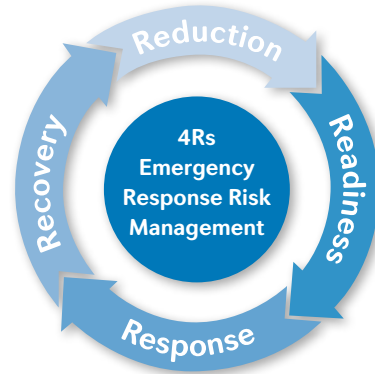 Reduction
Readiness
Response
Recovery
4Rs
Emergency
Response Risk
Management